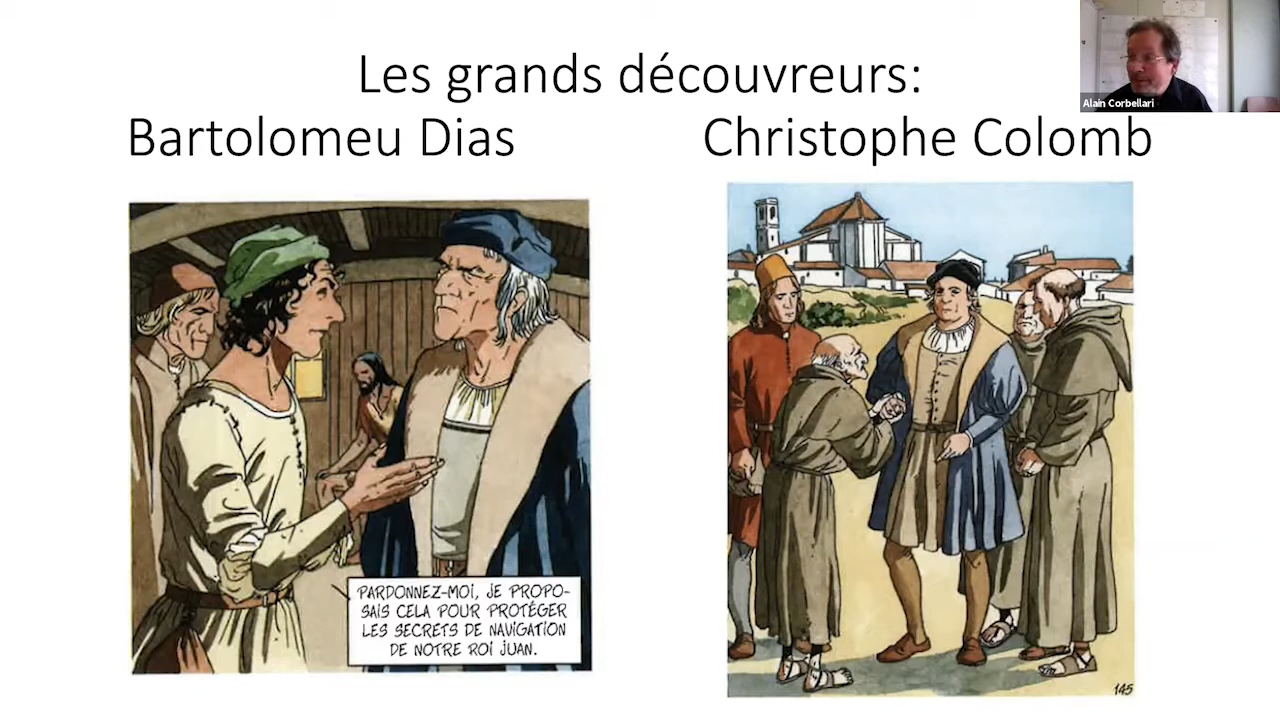 Les grands découvreurs:
Bartolomeu Dias
Christophe Colomb
Alain Corbellari
PARDONNEZ-MOI, JE PROPO-
SAIS CELA POUR PROTÉGER
LES SECRETS DE NAVIGATION
DE NOTRE ROI JUAN.
145